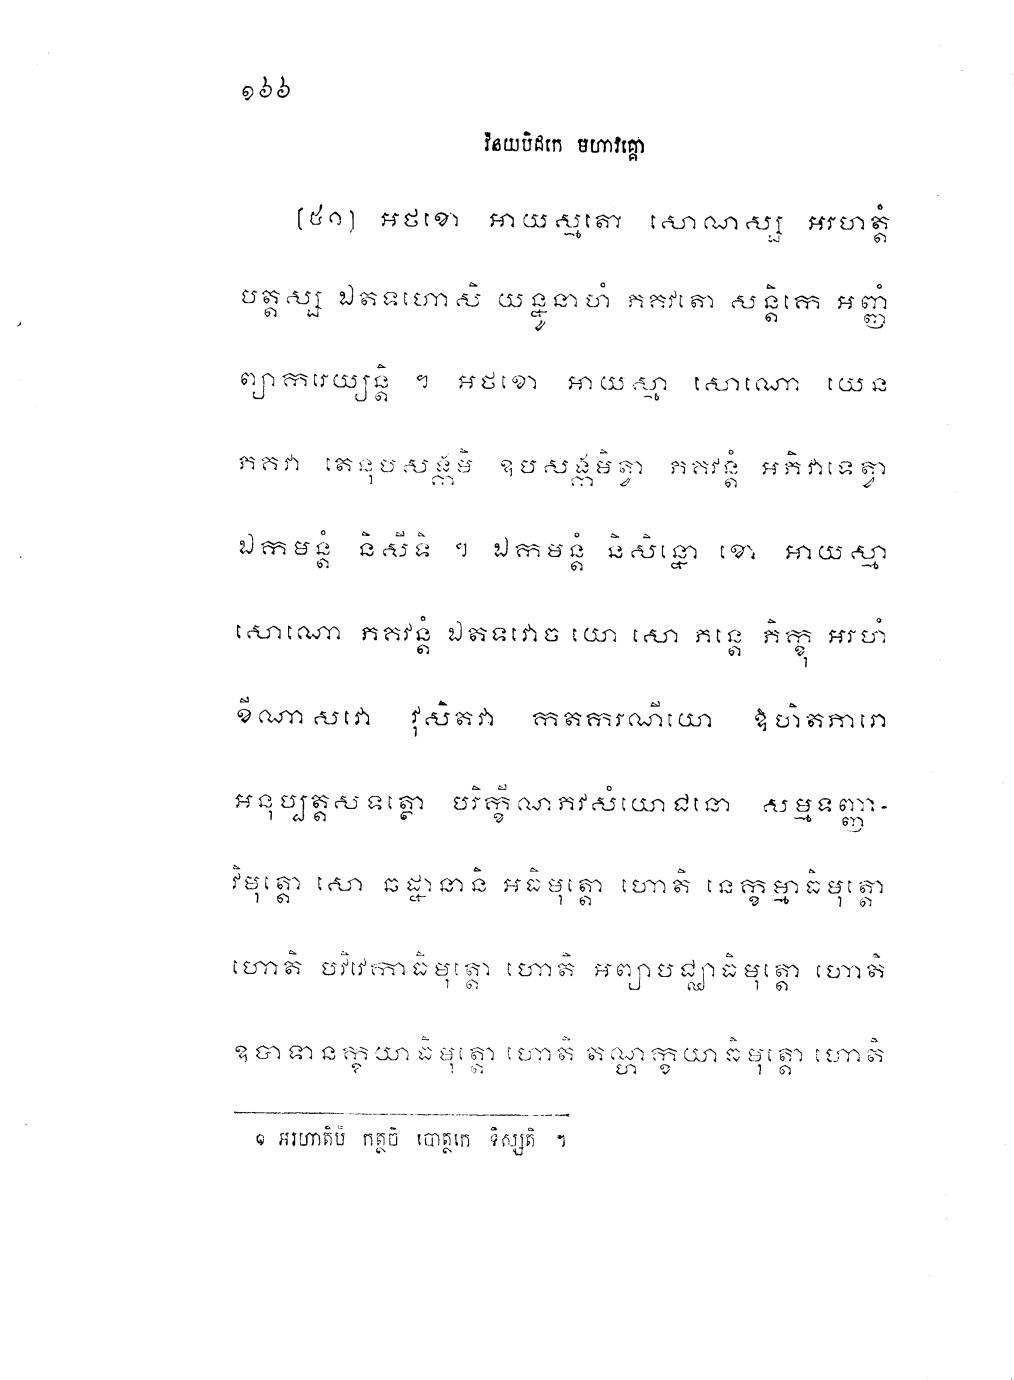 ១៦៦
វិនយបិដកេ មហាវគ្គោ
(៥១) អថខោ អាយស្មតោ សោណស្ស អរហត្តំ
បត្តស្ស ឯតទហោសិ យន្នូនាហំ ភគវតោ សន្តិកេ អញ្ញំ
ព្យាករេយ្យន្តិ ។ អថខោ អាយស្មា សោណោ យេន
ភគវា តេនុបសង្កមិ ឧបសង្កមិត្វា ភគវន្តំ អភិវាទេត្វា
ឯកមន្តំ និសីទិ ។ ឯកមន្តំ និសិន្នោ ខោ អាយស្មា
សោណោ ភគវន្តំ ឯតទវោច យោ សោ ភន្តេ ភិក្ខុ អរហំ
ខីណាសវោ វុសិតវា កតករណីយោ ឱហិតភារោ
អនុប្បត្តសទត្ថោ បរិក្ខីណភវសំយោជនោ សម្មទញ្ញា-
វិមុត្តោ សោ ឆដ្ឋានានិ អធិមុត្តោ ហោតិ នេក្ខម្មាធិមុត្តោ
ហោតិ បវិវេកាធិមុត្តោ ហោតិ អព្យាបជ្ឈាធិមុត្តោ ហោតិ
ឧបាទានក្ខយាធិមុត្តោ ហោតិ តណ្ហក្ខយាធិមុត្តោ ហោតិ
១ អរហាតិបិ កត្ថចិ បោត្ថកេ ទិស្សតិ ។